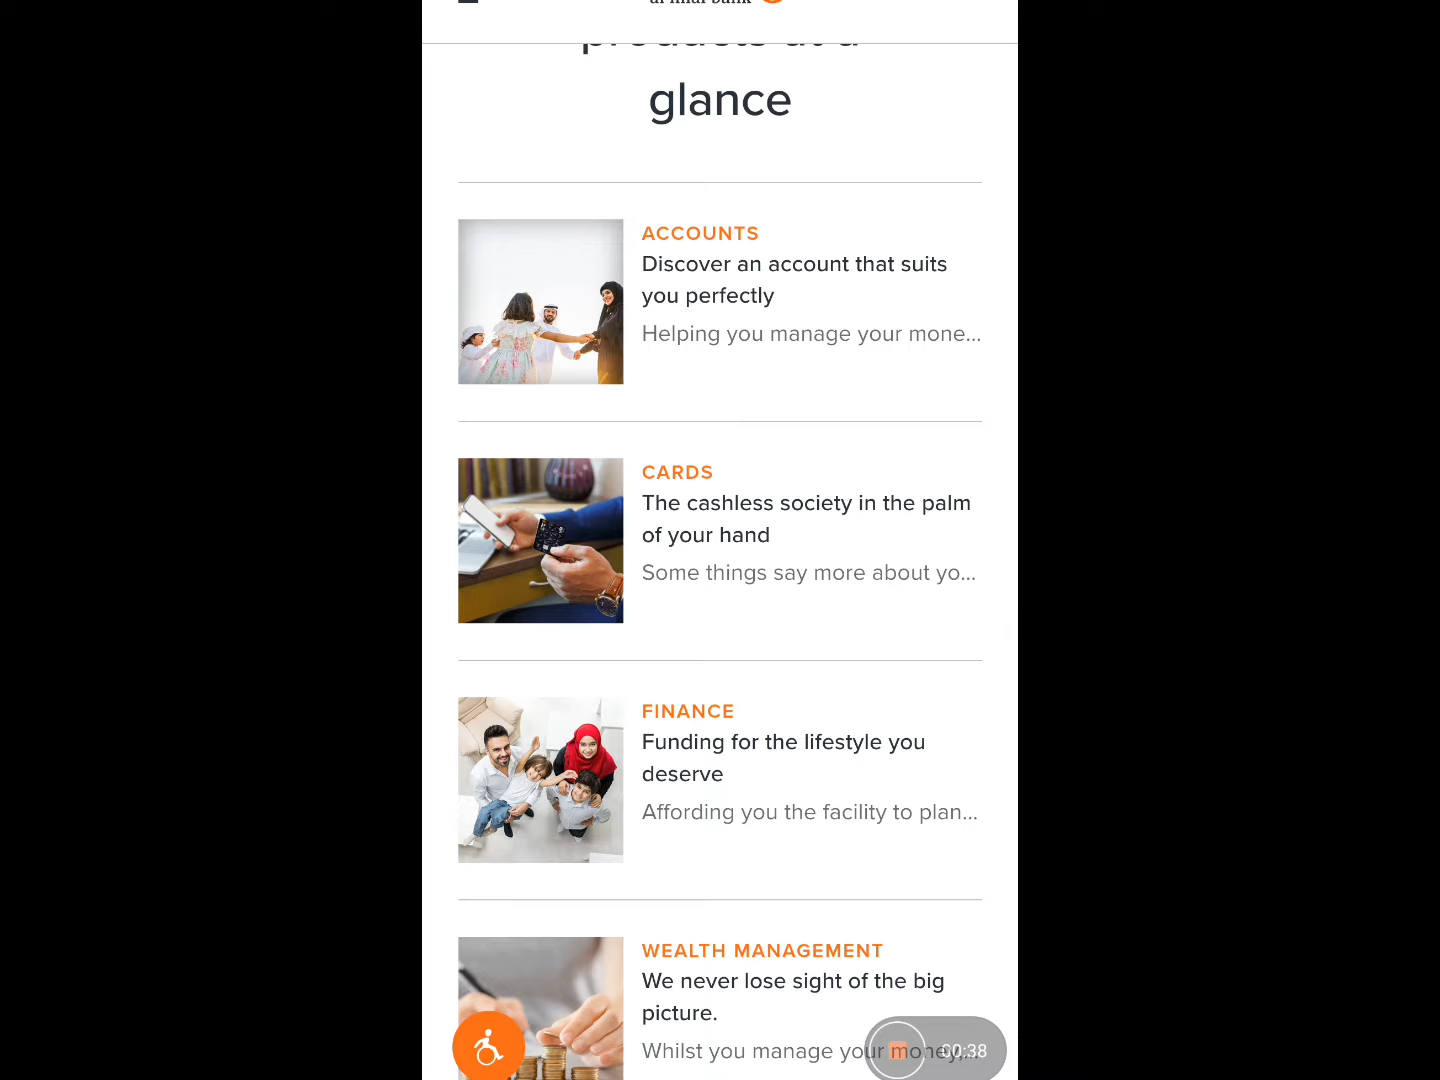 products at a
glance
ACCOUNTS
Discover an account that suits
you perfectly
Helping you manage your mone...
CARDS
The cashless society in the palm
of your hand
Some things say more about yo...
FINANCE
Funding for the lifestyle you
deserve
Affording you the facility to plan...
WEALTH MANAGEMENT
We never lose sight of the big
picture.
Whilst you manage your money,...
00:38